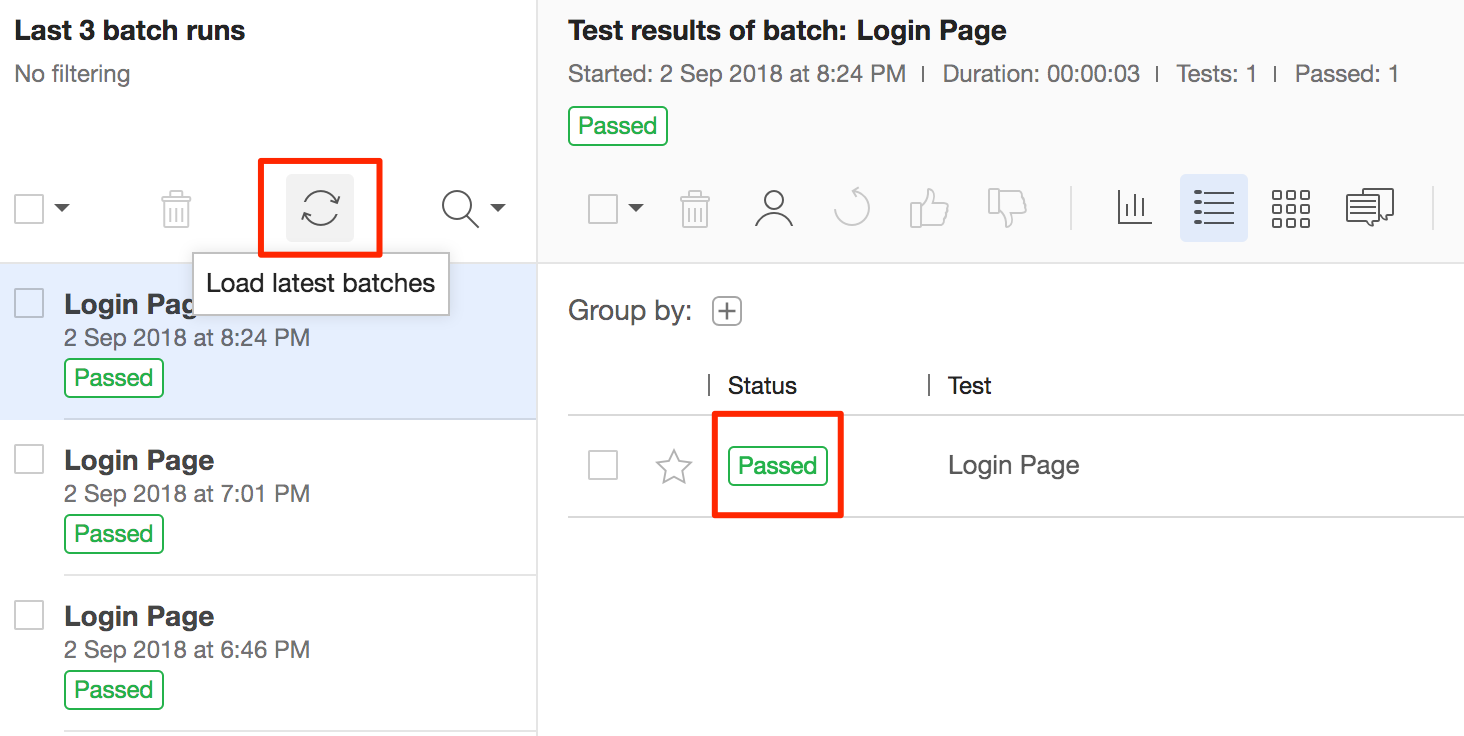 Last 3 batch runs
No filtering
Load latest batches
Login Pag
2 Sep 2018 at 8:24 PM
Passed
Login Page
2 Sep 2018 at 7:01 PM
Passed
Login Page
2 Sep 2018 at 6:46 PM
Passed
Test results of batch: Login Page
Started: 2 Sep 2018 at 8:24 PM | Duration: 00:00:03 | Tests: 1 | Passed: 1
Passed
Group by:
Status Test
Passed Login Page